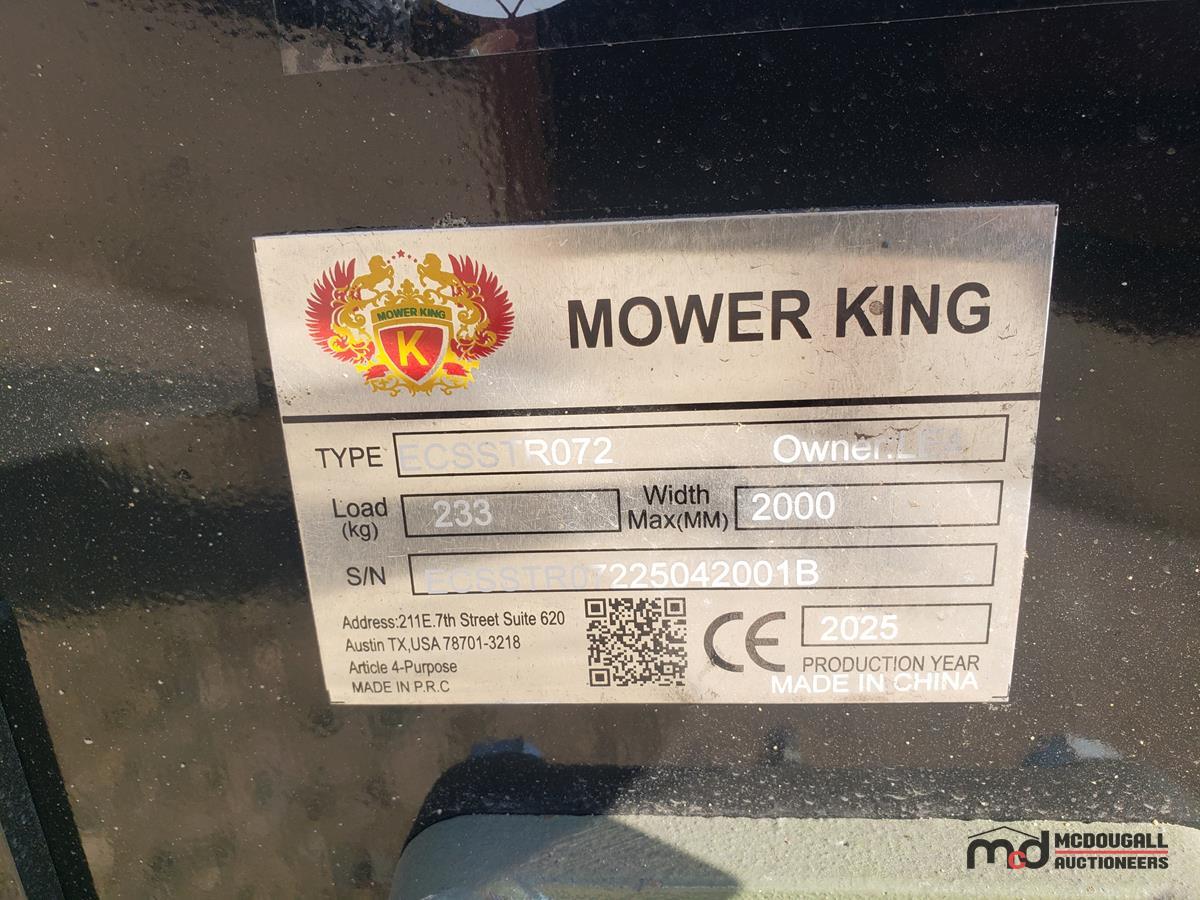 MOWER KING
K
MOWER KING
TYPE ECSSTR072 Owner:LE4
Load (kg) 233 Width Max(MM) 2000
S/N ECSSTR07225042001B
Address:211E.7th Street Suite 620
Austin TX,USA 78701-3218
Article 4-Purpose
MADE IN P.R.C
CE
2025
PRODUCTION YEAR
MADE IN CHINA
mcd MCDOUGALL
AUCTIONEERS